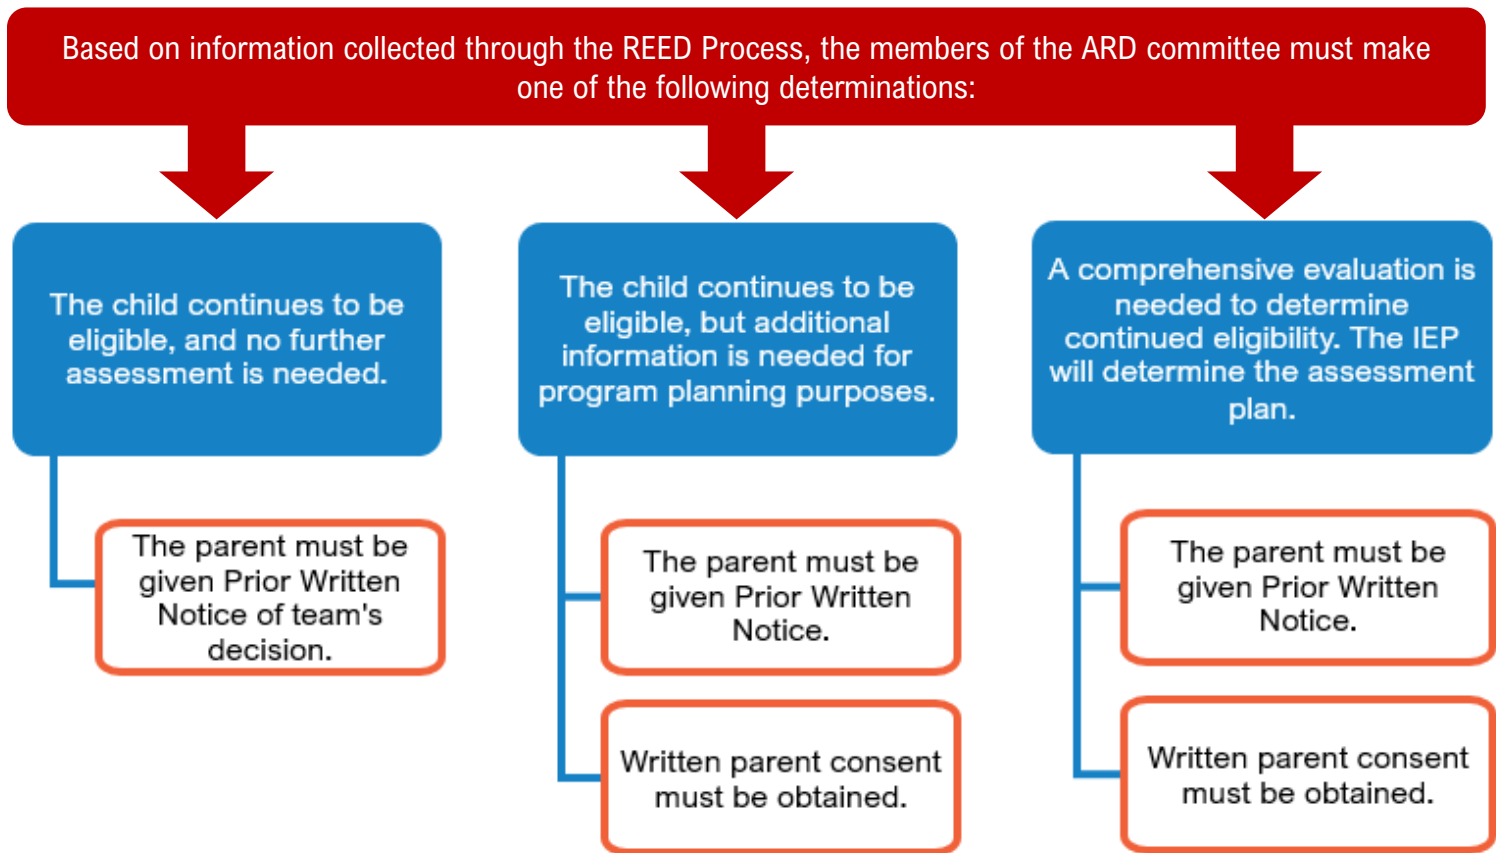 Based on information collected through the REED Process, the members of the ARD committee must make
one of the following determinations:
The child continues to be
eligible, and no further
assessment is needed.
The parent must be
given Prior Written
Notice of team's
decision.
The child continues to be
eligible, but additional
information is needed for
program planning purposes.
The parent must be
given Prior Written
Notice.
Written parent consent
must be obtained.
A comprehensive evaluation is
needed to determine
continued eligibility. The IEP
will determine the assessment
plan.
The parent must be
given Prior Written
Notice.
Written parent consent
must be obtained.